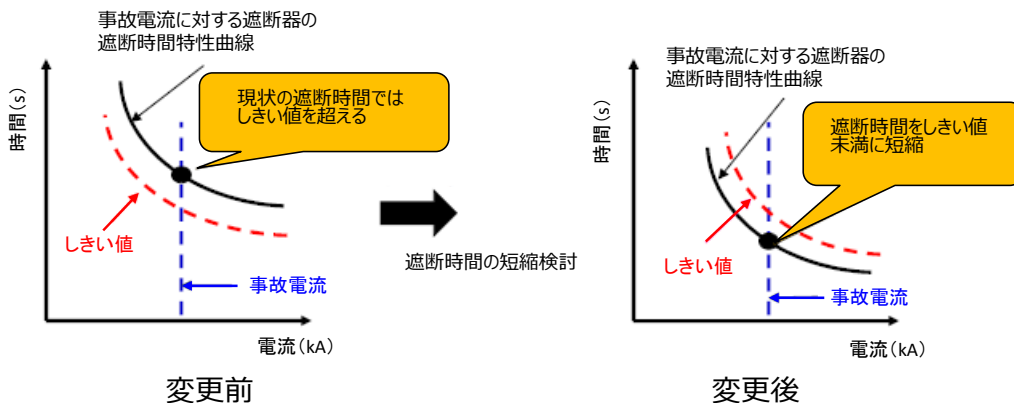 事故電流に対する遮断器の
遮断時間特性曲線
現状の遮断時間では
しきい値を超える
時間(s)
しきい値
事故電流
電流(kA)
変更前
遮断時間の短縮検討
事故電流に対する遮断器の
遮断時間特性曲線
遮断時間をしきい値
未満に短縮
時間(s)
しきい値
事故電流
電流(kA)
変更後